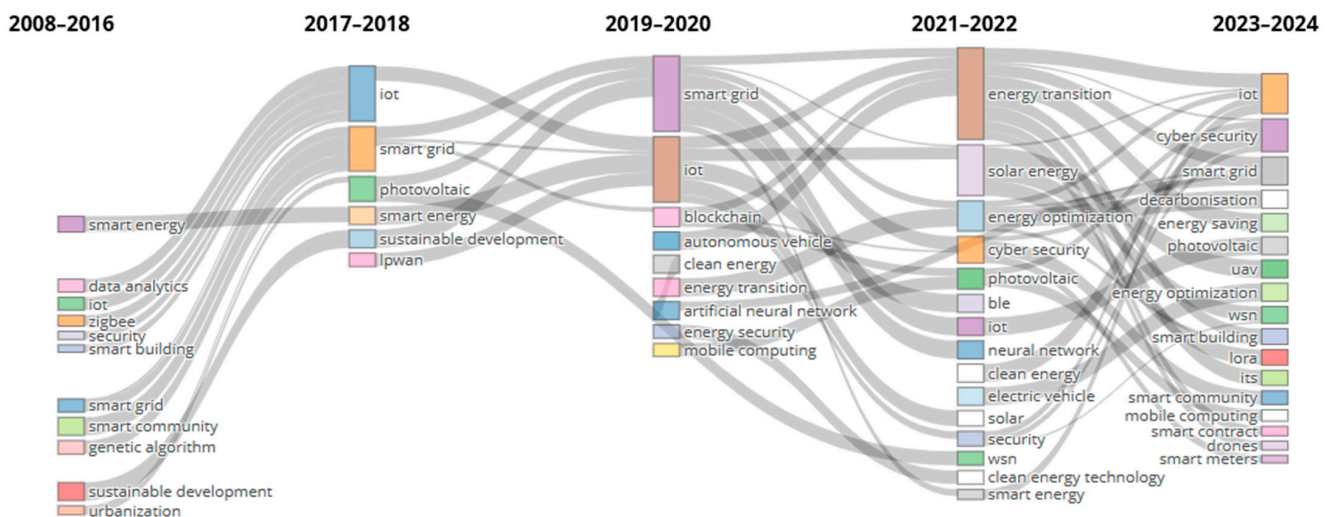 2008–2016
2017–2018
2019–2020
2021–2022
2023–2024
smart energy
data analytics
iot
zigbee
security
smart building
smart grid
smart community
genetic algorithm
sustainable development
urbanization
iot
smart grid
photovoltaic
smart energy
sustainable development
lpwan
smart grid
iot
blockchain
autonomous vehicle
clean energy
energy transition
artificial neural network
energy security
mobile computing
energy transition
solar energy
energy optimization
cyber security
photovoltaic
ble
iot
neural network
clean energy
electric vehicle
solar
security
wsn
clean energy technology
smart energy
iot
cyber security
smart grid
decarbonisation
energy saving
photovoltaic
uav
energy optimization
wsn
smart building
lora
its
smart community
mobile computing
smart contract
drones
smart meters